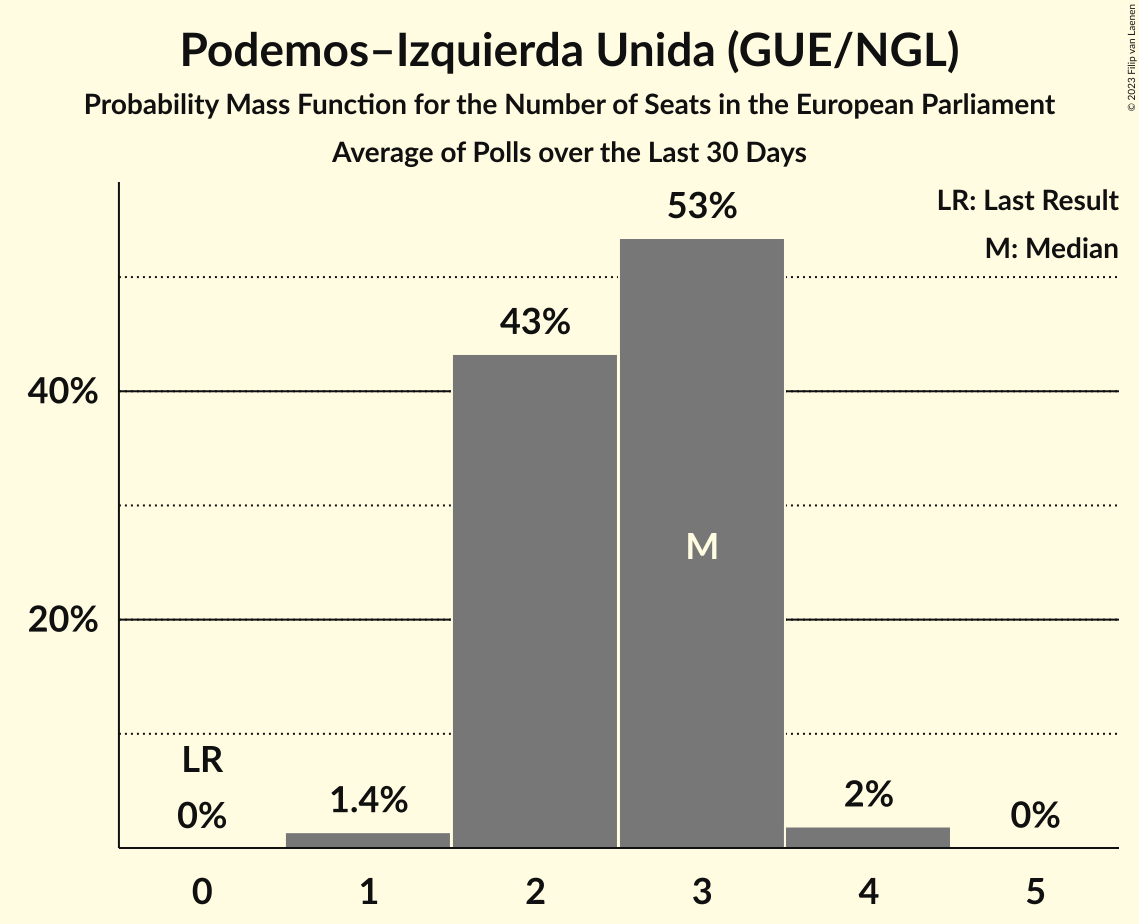 Podemos–Izquierda Unida (GUE/NGL)
Probability Mass Function for the Number of Seats in the European Parliament
Average of Polls over the Last 30 Days
© 2023 Filip van Laenen
LR: Last Result
M: Median
53%
43%
40%
M
20%
LR
0%
1.4%
2%
0%
0 1 2 3 4 5